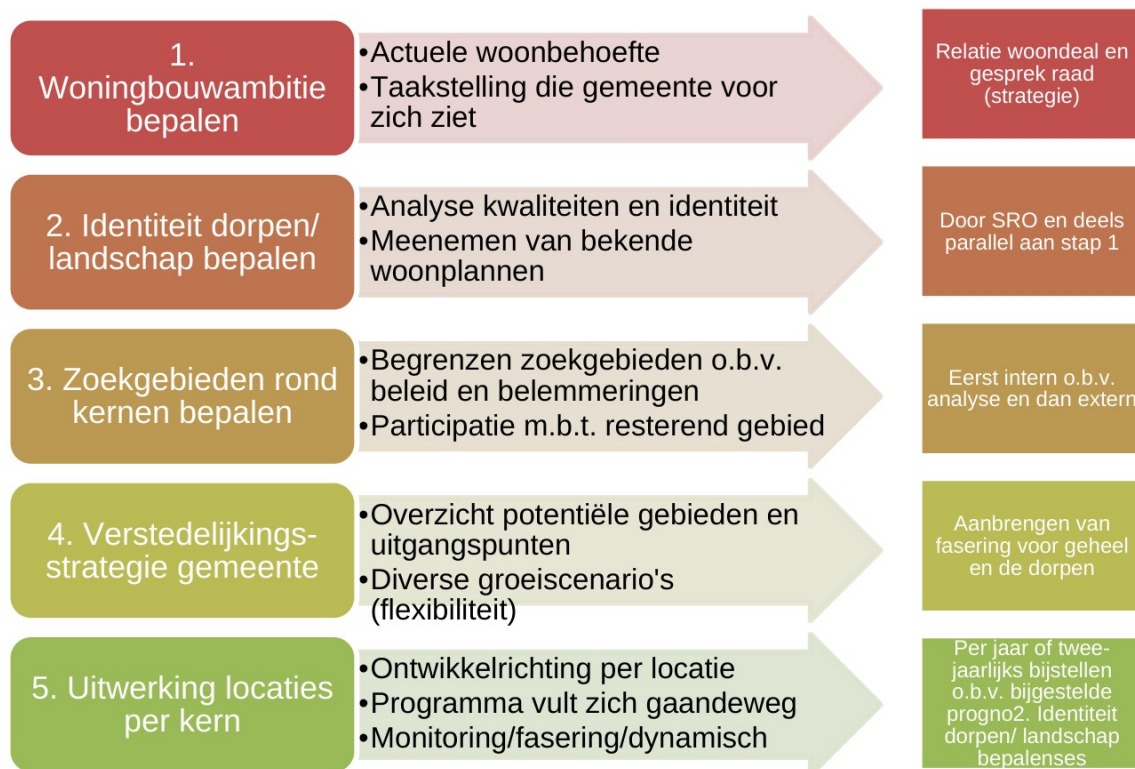 1.
Woningbouwambitie
bepalen
•Actuele woonbehoefte
•Taakstelling die gemeente voor
zich ziet
Relatie woondeal en
gesprek raad
(strategie)
2. Identiteit dorpen/
landschap bepalen
•Analyse kwaliteiten en identiteit
•Meenemen van bekende
woonplannen
Door SRO en deels
parallel aan stap 1
3. Zoekgebieden rond
kernen bepalen
•Begrenzen zoekgebieden o.b.v.
beleid en belemmeringen
•Participatie m.b.t. resterend gebied
Eerst intern o.b.v.
analyse en dan extern
4. Verstedelijkings-
strategie gemeente
•Overzicht potentiële gebieden en
uitgangspunten
•Diverse groeiscenario's
(flexibiliteit)
Aanbrengen van
fasering voor geheel
en de dorpen
5. Uitwerking locaties
per kern
•Ontwikkelrichting per locatie
•Programma vult zich gaandeweg
•Monitoring/fasering/dynamisch
Per jaar of twee-
jaarlijks bijstellen
o.b.v. bijgestelde
progno2. Identiteit
dorpen/ landschap
bepalenses